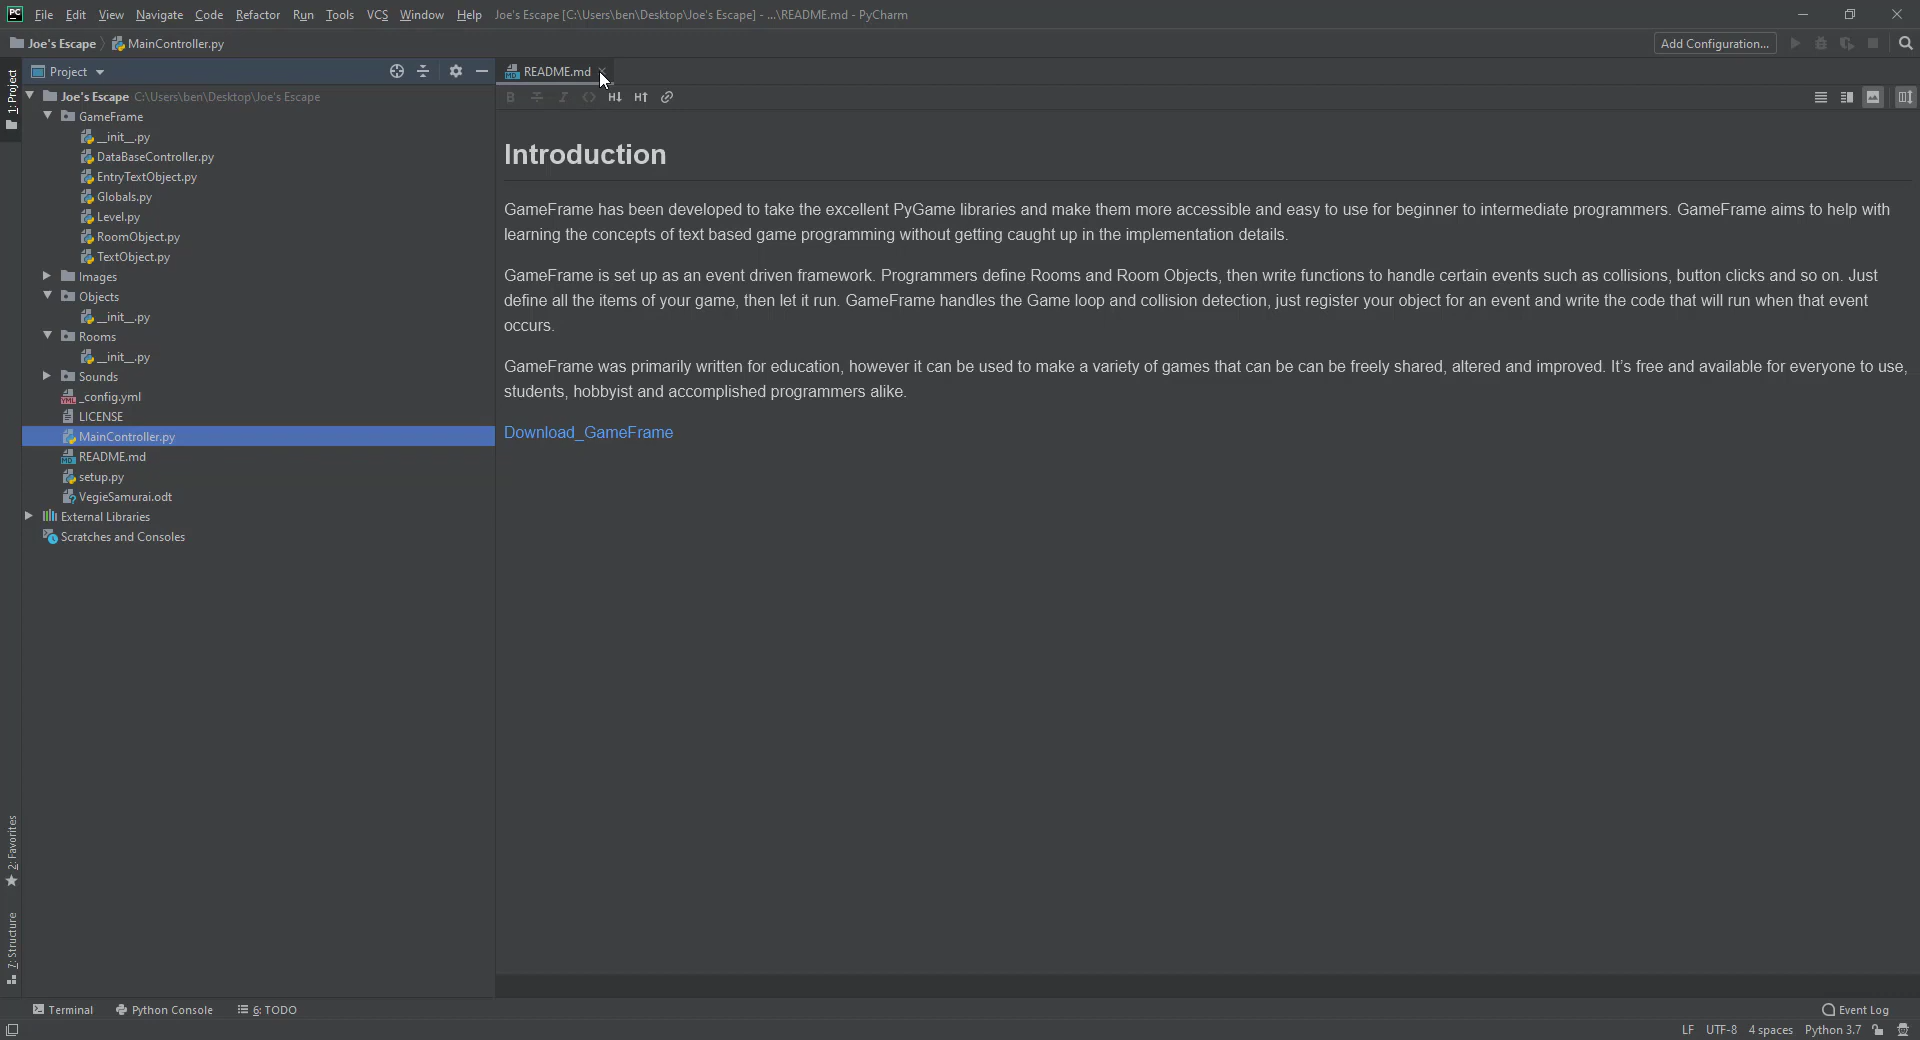 PC File Edit View Navigate Code Refactor Run Tools VCS Window Help Joe's Escape [C:\Users\ben\Desktop\Joe's Escape] - ...\README.md - PyCharm
Joe's Escape MainController.py Add Configuration...
1: Project
Project
README.md
Joe's Escape C:\Users\ben\Desktop\Joe's Escape
GameFrame
__init__.py
DataBaseController.py
EntryTextObject.py
Globals.py
Level.py
RoomObject.py
TextObject.py
Images
Objects
__init__.py
Rooms
__init__.py
Sounds
_config.yml
LICENSE
MainController.py
README.md
setup.py
VegieSamurai.odt
External Libraries
Scratches and Consoles
B I <> H↓ H↑
Introduction
GameFrame has been developed to take the excellent PyGame libraries and make them more accessible and easy to use for beginner to intermediate programmers. GameFrame aims to help with
learning the concepts of text based game programming without getting caught up in the implementation details.
GameFrame is set up as an event driven framework. Programmers define Rooms and Room Objects, then write functions to handle certain events such as collisions, button clicks and so on. Just
define all the items of your game, then let it run. GameFrame handles the Game loop and collision detection, just register your object for an event and write the code that will run when that event
occurs.
GameFrame was primarily written for education, however it can be used to make a variety of games that can be can be freely shared, altered and improved. It's free and available for everyone to use,
students, hobbyist and accomplished programmers alike.
Download_GameFrame
2: Favorites
7: Structure
Terminal Python Console 6: TODO Event Log
LF UTF-8 4 spaces Python 3.7